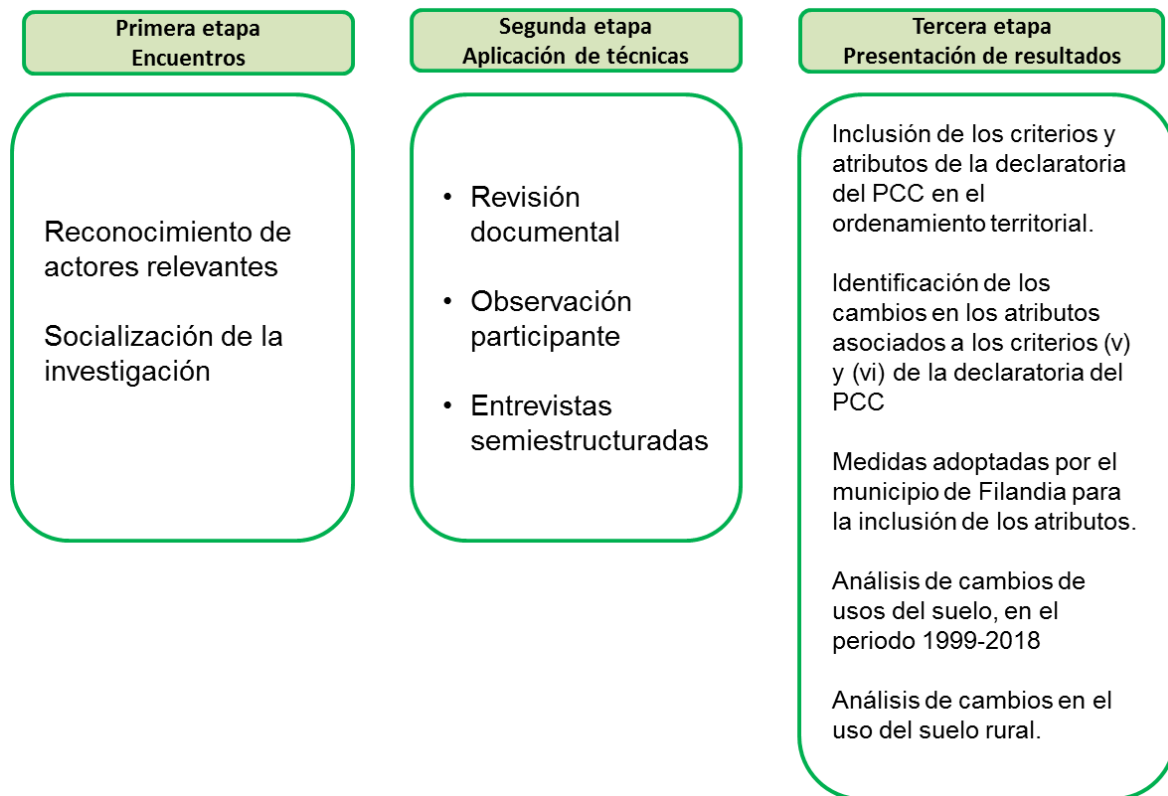 Primera etapa
Encuentros
Reconocimiento de
actores relevantes
Socialización de la
investigación
Segunda etapa
Aplicación de técnicas
• Revisión
documental
• Observación
participante
• Entrevistas
semiestructuradas
Tercera etapa
Presentación de resultados
Inclusión de los criterios y
atributos de la declaratoria
del PCC en el
ordenamiento territorial.
Identificación de los
cambios en los atributos
asociados a los criterios (v)
y (vi) de la declaratoria del
PCC
Medidas adoptadas por el
municipio de Filandia para
la inclusión de los atributos.
Análisis de cambios de
usos del suelo, en el
periodo 1999-2018
Análisis de cambios en el
uso del suelo rural.